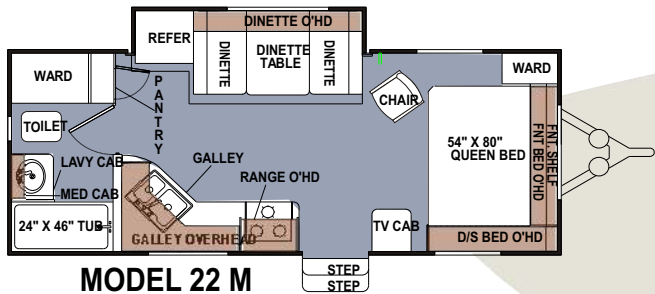 DINETTE O'HD
REFER
DINETTE
DINETTE
TABLE
DINETTE
WARD
PANTRY
CHAIR
WARD
TOILET
54" X 80"
QUEEN BED
FNT BED O'HD
FNT. SHELF
LAVY CAB
MED CAB
GALLEY
RANGE O'HD
24" X 46" TUB
GALLEY OVERHEAD
TV CAB
D/S BED O'HD
STEP
STEP
MODEL 22 M